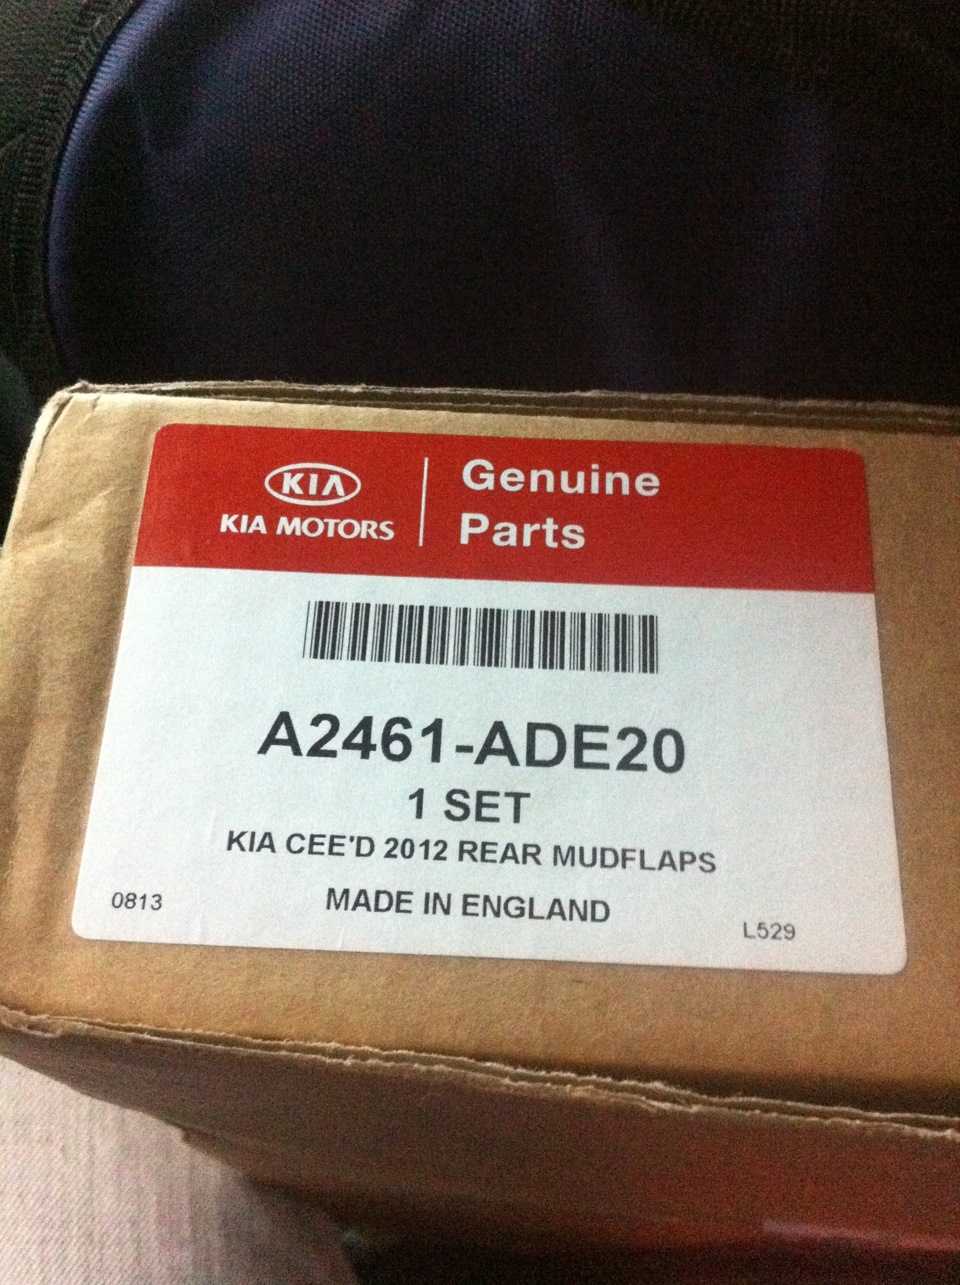 KIA
KIA MOTORS
Genuine
Parts
A2461-ADE20
1 SET
KIA CEE'D 2012 REAR MUDFLAPS
MADE IN ENGLAND
0813
L529